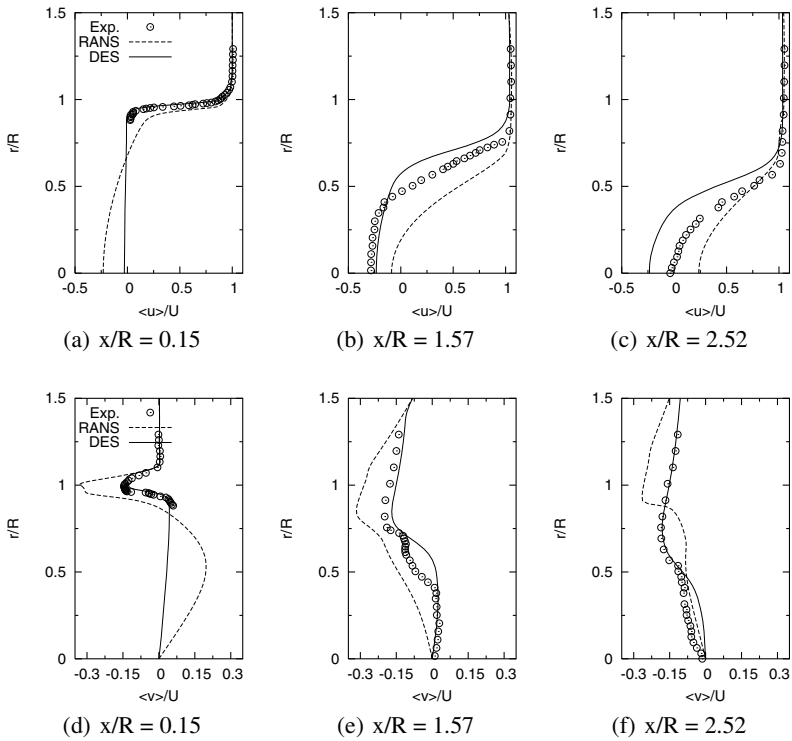 1.5
1
0.5
0
r/R
-0.5 0 0.5 1
<u>/U
Exp.
RANS
DES
(a) x/R = 0.15
1.5
1
0.5
0
r/R
-0.5 0 0.5 1
<u>/U
(b) x/R = 1.57
1.5
1
0.5
0
r/R
-0.5 0 0.5 1
<u>/U
(c) x/R = 2.52
1.5
1
0.5
0
r/R
-0.3 -0.15 0 0.15 0.3
<v>/U
Exp.
RANS
DES
(d) x/R = 0.15
1.5
1
0.5
0
r/R
-0.3 -0.15 0 0.15 0.3
<v>/U
(e) x/R = 1.57
1.5
1
0.5
0
r/R
-0.3 -0.15 0 0.15 0.3
<v>/U
(f) x/R = 2.52